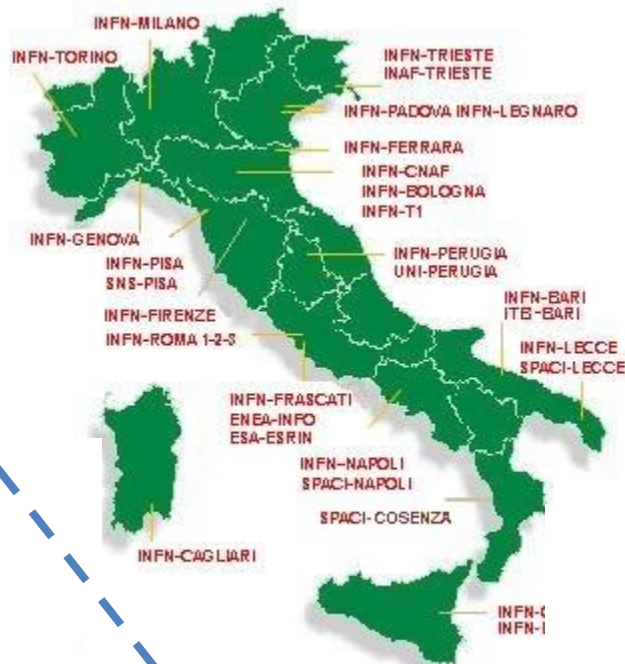 INFN-MILANO
INFN-TORINO
INFN-TRIESTE
INAF-TRIESTE
INFN-PADOVA INFN-LEGNARO
INFN-FERRARA
INFN-CNAF
INFN-BOLOGNA
INFN-T1
INFN-GENOVA
INFN-PISA
SNS-PISA
INFN-PERUGIA
UNI-PERUGIA
INFN-FIRENZE
INFN-ROMA 1-2-3
INFN-BARI
ITB-BARI
INFN-LECCE
SPACI-LECCE
INFN-FRASCATI
ENEA-INFO
ESA-ESRIN
INFN-NAPOLI
SPACI-NAPOLI
SPACI-COSENZA
INFN-CAGLIARI
INFN-
INFN-